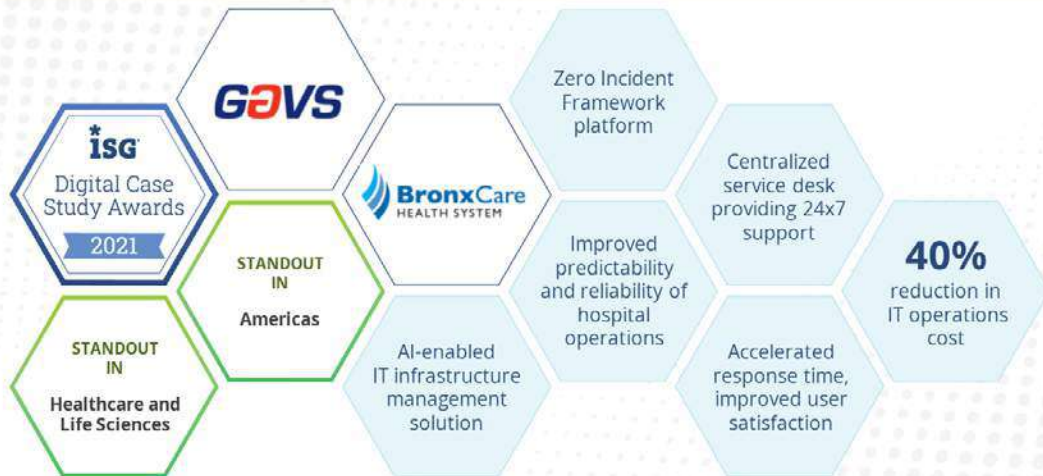 GAVS
ISG
Digital Case
Study Awards
2021
BronxCare
HEALTH SYSTEM
STANDOUT
IN
Americas
STANDOUT
IN
Healthcare and
Life Sciences
Zero Incident
Framework
platform
Centralized
service desk
providing 24x7
support
Improved
predictability
and reliability of
hospital
operations
40%
reduction in
IT operations
cost
AI-enabled
IT infrastructure
management
solution
Accelerated
response time,
improved user
satisfaction